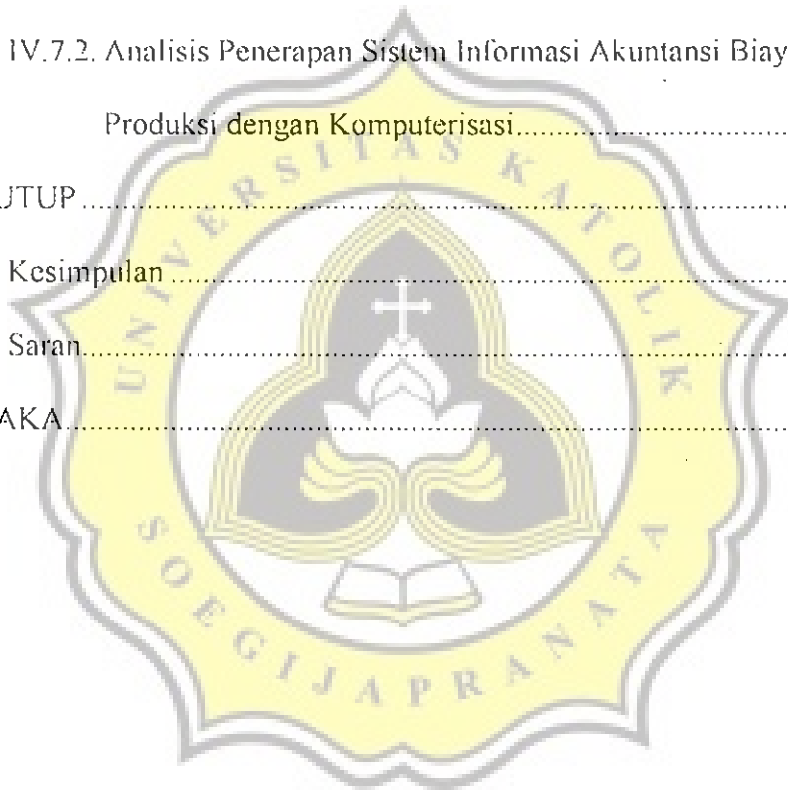 IV.7.2. Analisis Penerapan Sistem Informasi Akuntansi Biay
Produksi dengan Komputerisasi
UTUP
Kesimpulan
Saran
AKA
UNIVERSITAS KATOLIK
SOEGIJAPRANATA